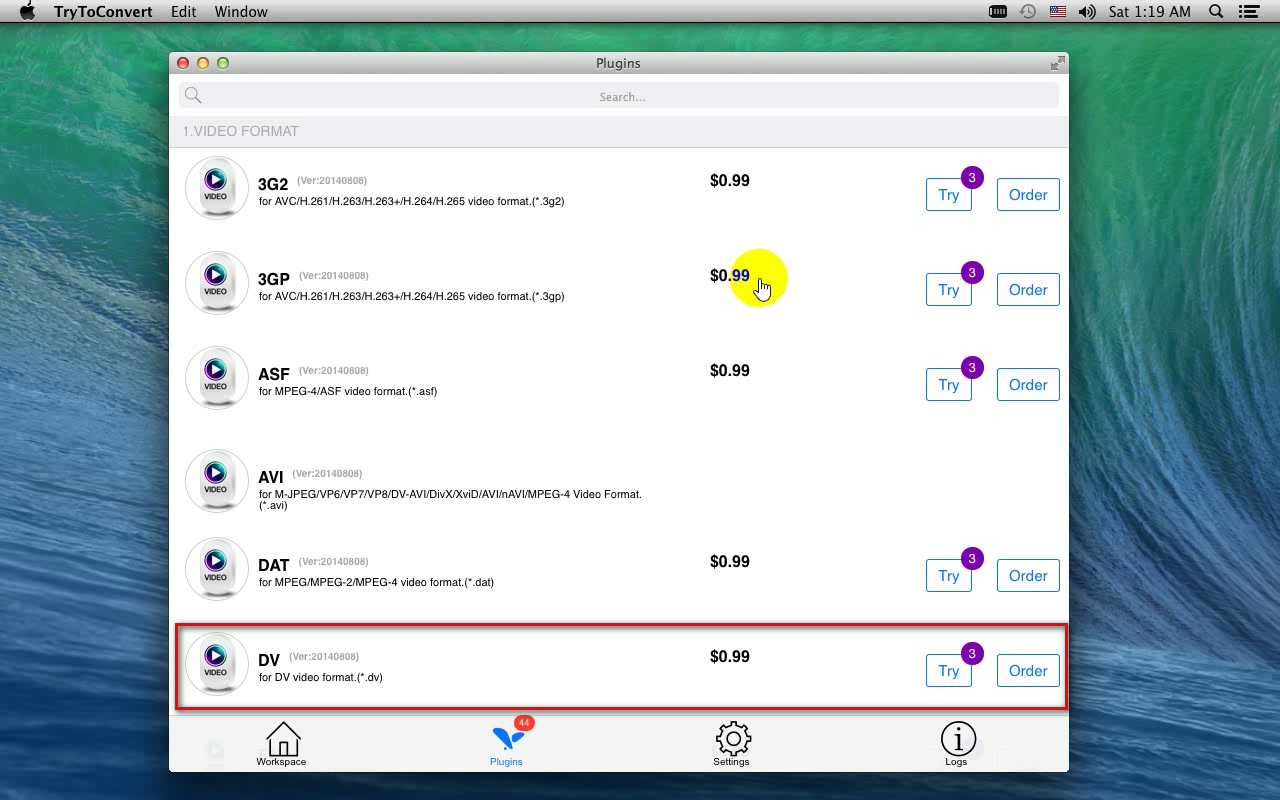 TryToConvert Edit Window Sat 1:19 AM
Plugins
Search...
1.VIDEO FORMAT
VIDEO
3G2 (Ver:20140808) $0.99 3
for AVC/H.261/H.263/H.263+/H.264/H.265 video format.(*.3g2) Try Order
VIDEO
3GP (Ver:20140808) $0.99 3
for AVC/H.261/H.263/H.263+/H.264/H.265 video format.(*.3gp) Try Order
VIDEO
ASF (Ver:20140808) $0.99 3
for MPEG-4/ASF video format.(*.asf) Try Order
VIDEO
AVI (Ver:20140808)
for M-JPEG/VP6/VP7/VP8/DV-AVI/DivX/XviD/AVI/nAVI/MPEG-4 Video Format.
(*.avi)
VIDEO
DAT (Ver:20140808) $0.99 3
for MPEG/MPEG-2/MPEG-4 video format.(*.dat) Try Order
VIDEO
DV (Ver:20140808) $0.99 3
for DV video format.(*.dv) Try Order
44
Workspace Plugins Settings Logs